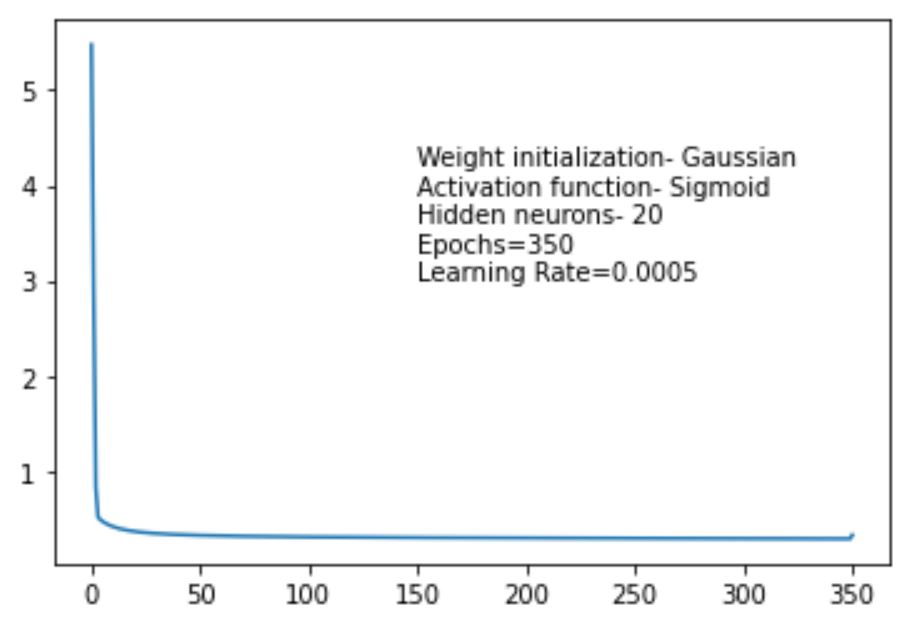 5
4
3
2
1
Weight initialization- Gaussian
Activation function- Sigmoid
Hidden neurons- 20
Epochs=350
Learning Rate=0.0005
0 50 100 150 200 250 300 350